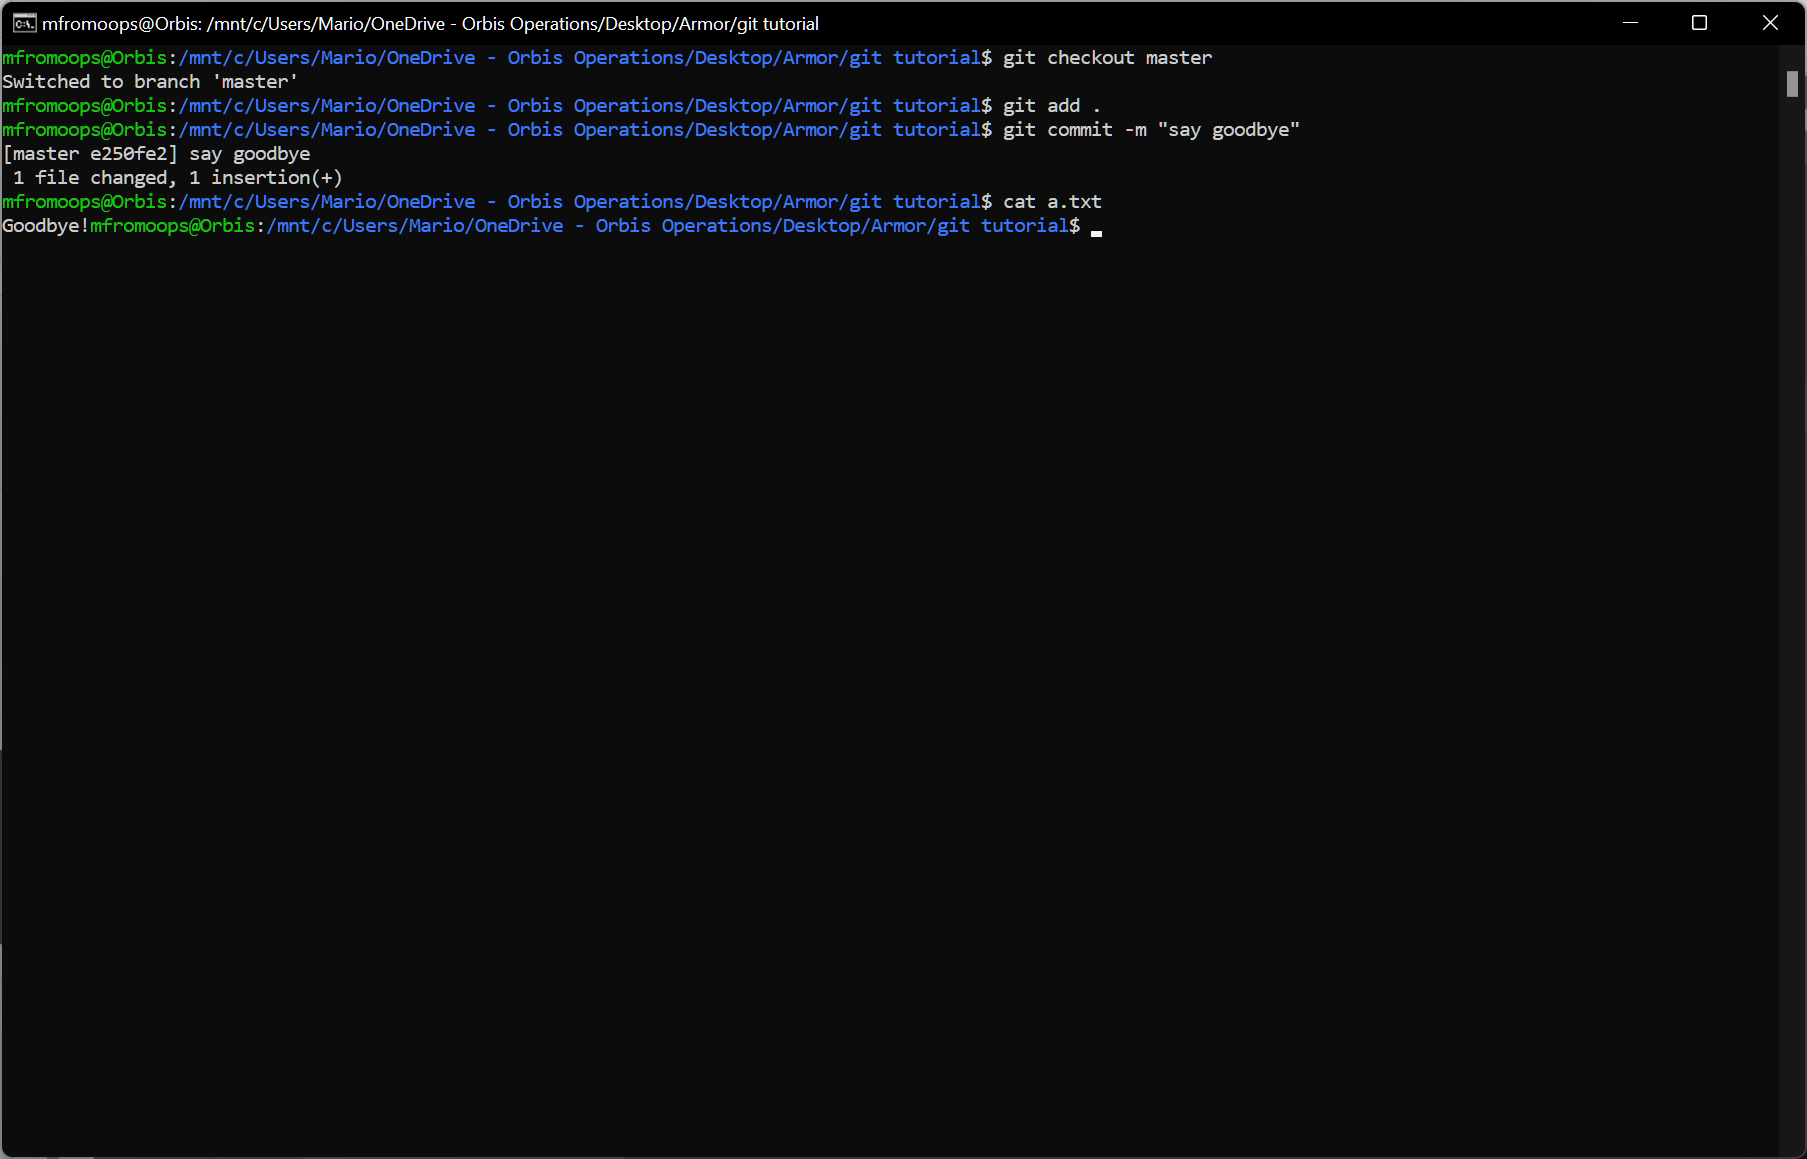 mfromoops@Orbis: /mnt/c/Users/Mario/OneDrive - Orbis Operations/Desktop/Armor/git tutorial
mfromoops@Orbis:/mnt/c/Users/Mario/OneDrive - Orbis Operations/Desktop/Armor/git tutorial$ git checkout master
Switched to branch 'master'
mfromoops@Orbis:/mnt/c/Users/Mario/OneDrive - Orbis Operations/Desktop/Armor/git tutorial$ git add .
mfromoops@Orbis:/mnt/c/Users/Mario/OneDrive - Orbis Operations/Desktop/Armor/git tutorial$ git commit -m "say goodbye"
[master e250fe2] say goodbye
 1 file changed, 1 insertion(+)
mfromoops@Orbis:/mnt/c/Users/Mario/OneDrive - Orbis Operations/Desktop/Armor/git tutorial$ cat a.txt
Goodbye!mfromoops@Orbis:/mnt/c/Users/Mario/OneDrive - Orbis Operations/Desktop/Armor/git tutorial$